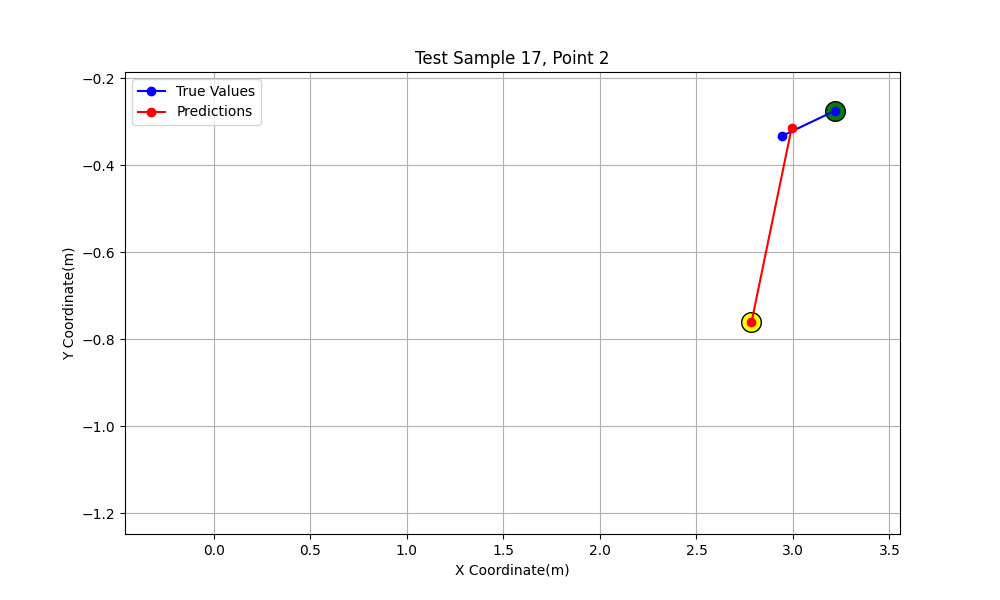 Test Sample 17, Point 2
True Values
Predictions
−0.2
−0.4
−0.6
−0.8
−1.0
−1.2
Y Coordinate(m)
0.0 0.5 1.0 1.5 2.0 2.5 3.0 3.5
X Coordinate(m)